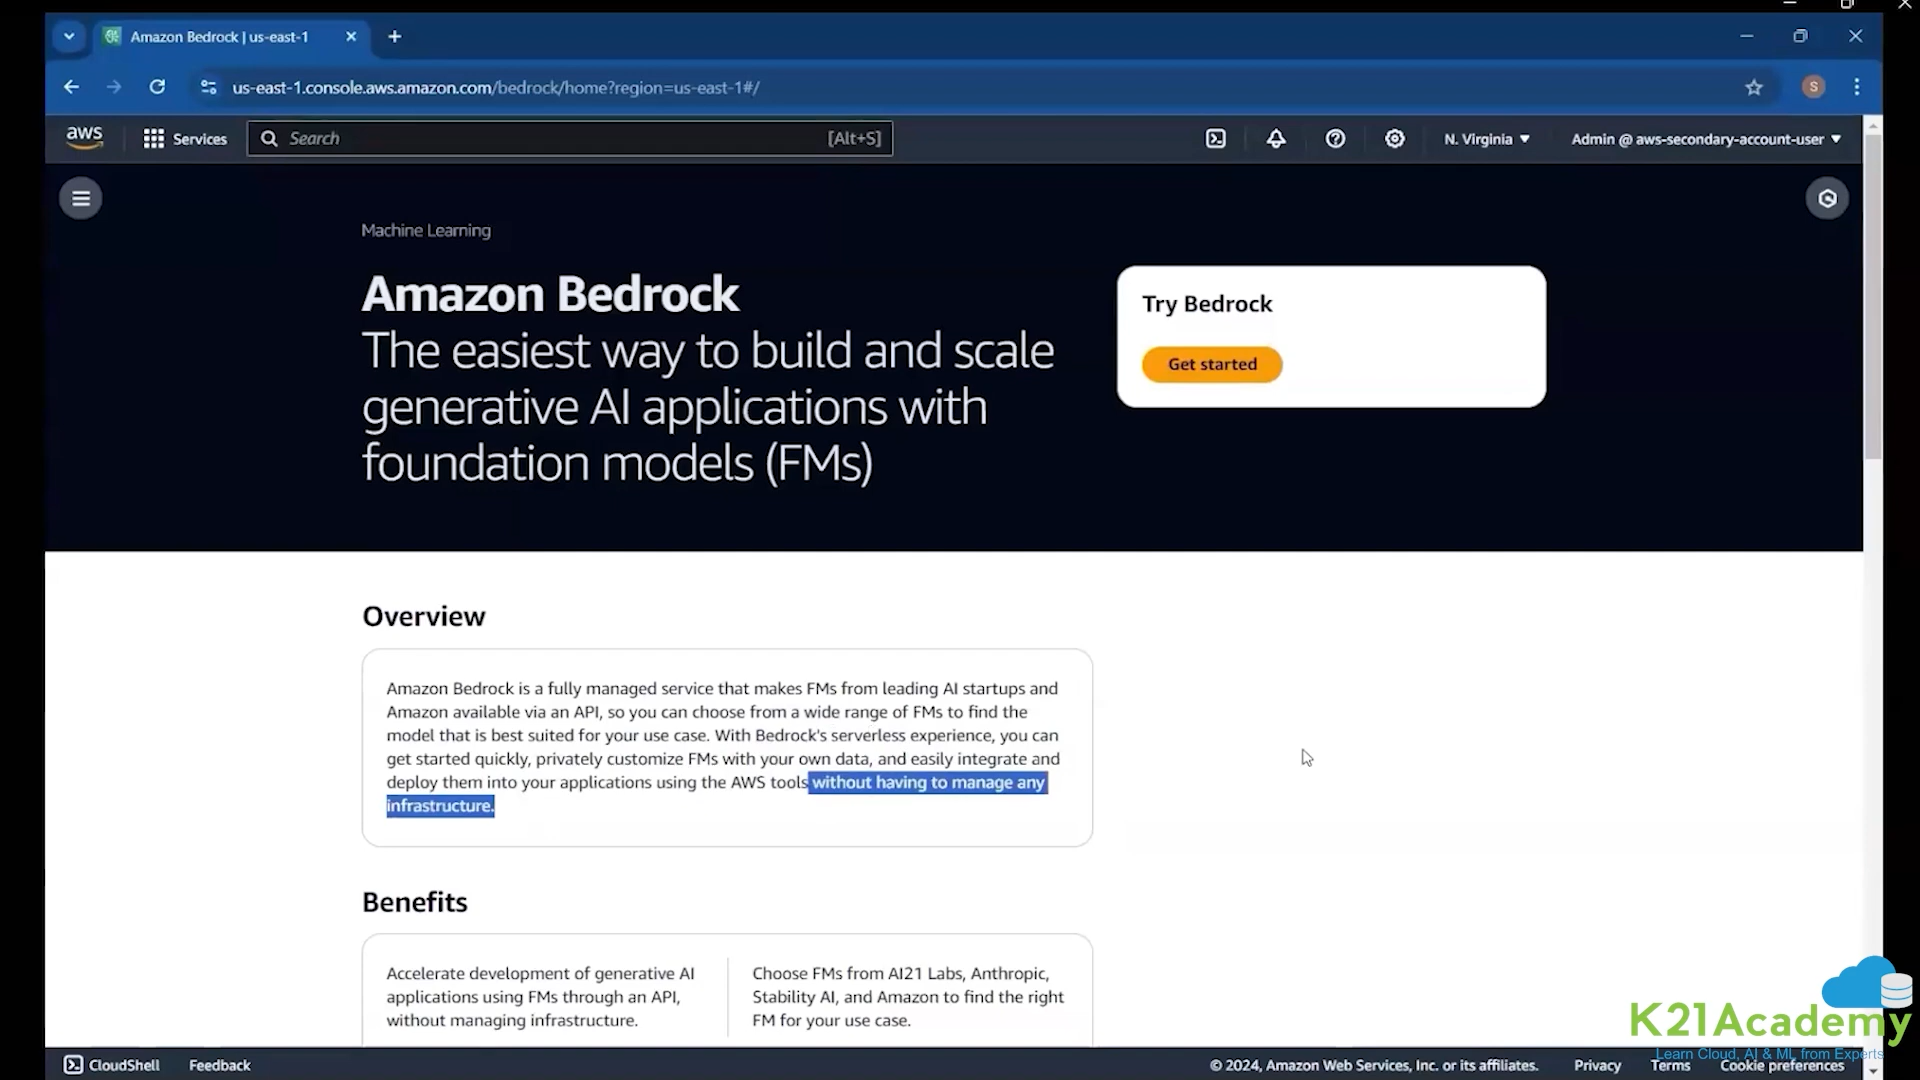 Amazon Bedrock | us-east-1
us-east-1.console.aws.amazon.com/bedrock/home?region=us-east-1#/
S
aws
Services
Search
[Alt+S]
N. Virginia
Admin @ aws-secondary-account-user
Machine Learning
Amazon Bedrock
The easiest way to build and scale
generative AI applications with
foundation models (FMs)
Try Bedrock
Get started
Overview
Amazon Bedrock is a fully managed service that makes FMs from leading AI startups and
Amazon available via an API, so you can choose from a wide range of FMs to find the
model that is best suited for your use case. With Bedrock's serverless experience, you can
get started quickly, privately customize FMs with your own data, and easily integrate and
deploy them into your applications using the AWS tools without having to manage any
infrastructure.
Benefits
Accelerate development of generative AI
applications using FMs through an API,
without managing infrastructure.
Choose FMs from AI21 Labs, Anthropic,
Stability AI, and Amazon to find the right
FM for your use case.
K21Academy
Learn Cloud, AI & ML from Experts
CloudShell
Feedback
© 2024, Amazon Web Services, Inc. or its affiliates.
Privacy
Terms
Cookie preferences